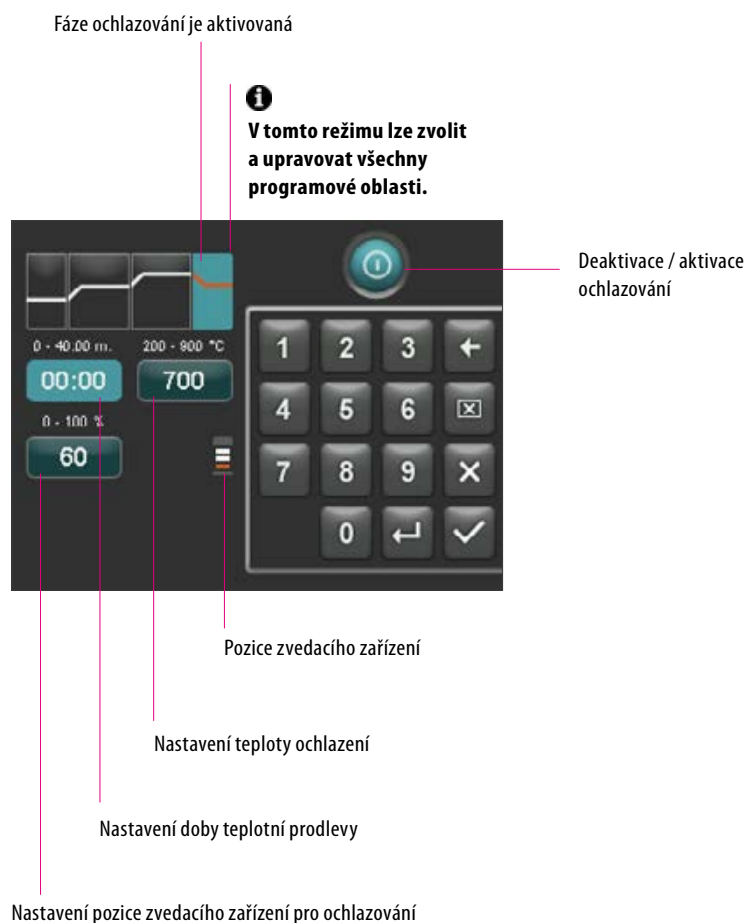 Fáze ochlazování je aktivovaná
V tomto režimu lze zvolit
a upravovat všechny
programové oblasti.
Deaktivace / aktivace
ochlazování
0 - 40.00 m. 200 - 900 °C
00:00 700
0 - 100 %
60
1 2 3
4 5 6
7 8 9
0
Pozice zvedacího zařízení
Nastavení teploty ochlazení
Nastavení doby teplotní prodlevy
Nastavení pozice zvedacího zařízení pro ochlazování